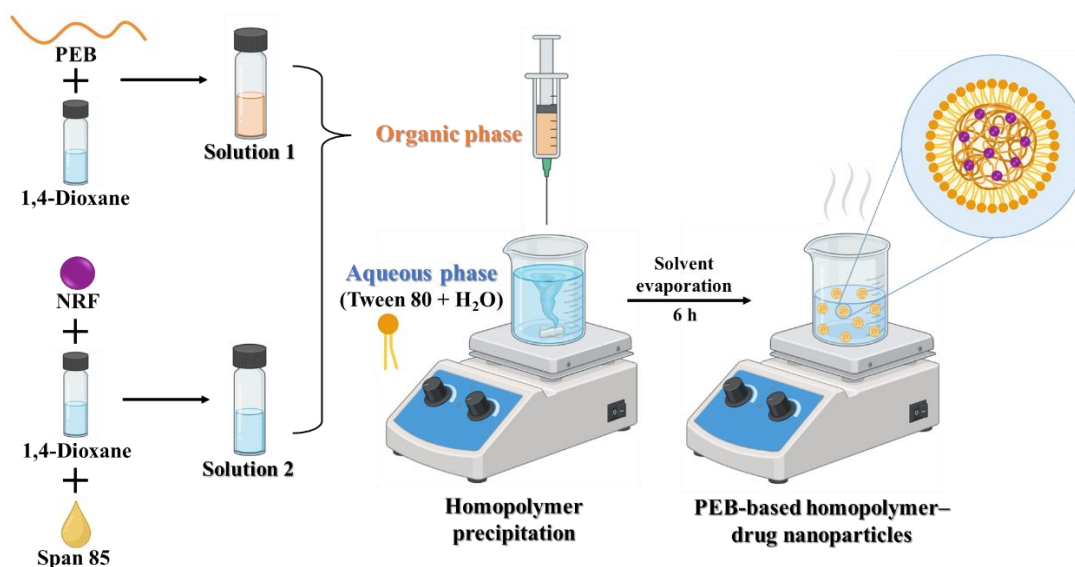 PEB
+
1,4-Dioxane
Solution 1
NRF
+
1,4-Dioxane
+
Span 85
Solution 2
Organic phase
Aqueous phase
(Tween 80 + H₂O)
Homopolymer
precipitation
Solvent
evaporation
6 h
PEB-based homopolymer–
drug nanoparticles